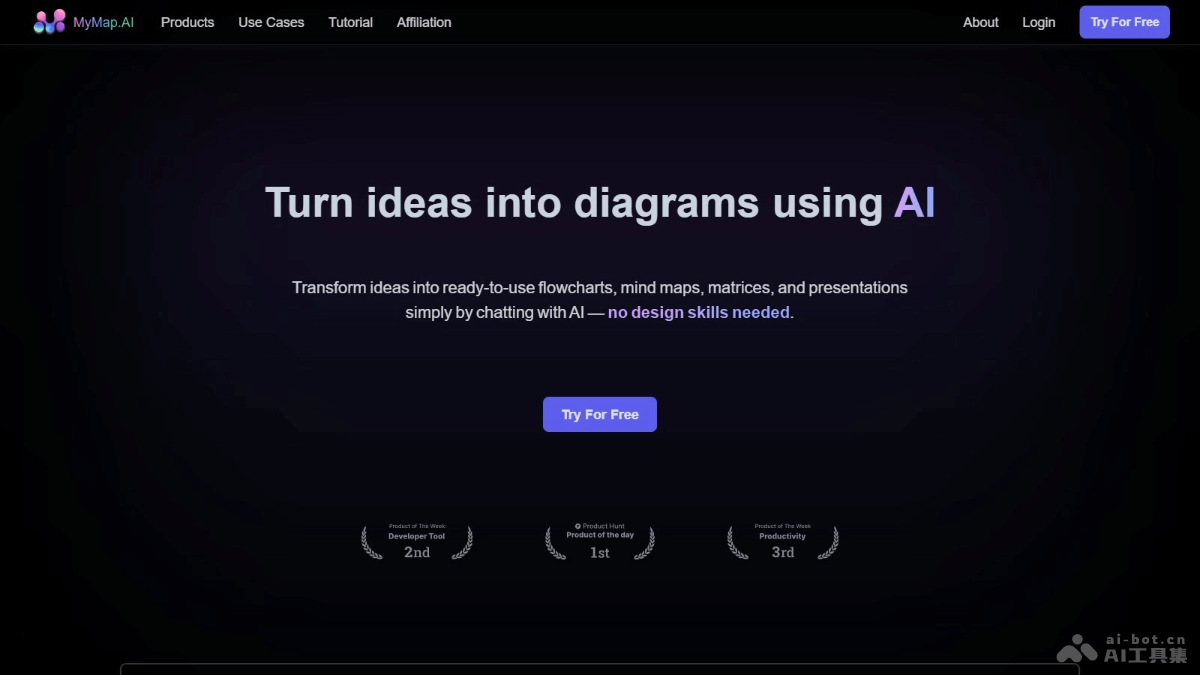 MyMap.AI Products Use Cases Tutorial Affiliation About Login Try For Free
Turn ideas into diagrams using AI
Transform ideas into ready-to-use flowcharts, mind maps, matrices, and presentations
simply by chatting with AI — no design skills needed.
Try For Free
Product of The Week
Developer Tool
2nd
Product Hunt
Product of the day
1st
Product of The Week
Productivity
3rd
ai-bot.cn
AI工具集